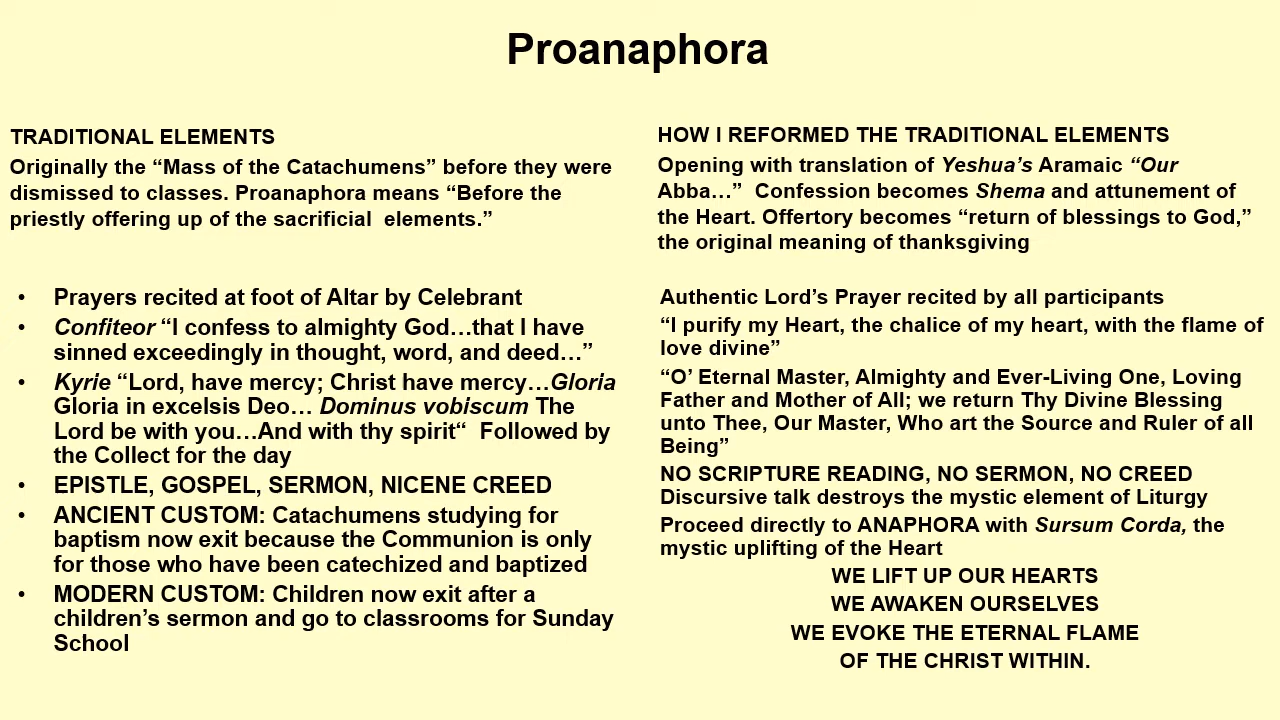 Proanaphora
TRADITIONAL ELEMENTS
Originally the “Mass of the Catachumens” before they were
dismissed to classes. Proanaphora means “Before the
priestly offering up of the sacrificial  elements.”
• Prayers recited at foot of Altar by Celebrant
• Confiteor “I confess to almighty God…that I have
sinned exceedingly in thought, word, and deed…”
• Kyrie “Lord, have mercy; Christ have mercy…Gloria
Gloria in excelsis Deo… Dominus vobiscum The
Lord be with you…And with thy spirit“  Followed by
the Collect for the day
• EPISTLE, GOSPEL, SERMON, NICENE CREED
• ANCIENT CUSTOM: Catachumens studying for
baptism now exit because the Communion is only
for those who have been catechized and baptized
• MODERN CUSTOM: Children now exit after a
children’s sermon and go to classrooms for Sunday
School
HOW I REFORMED THE TRADITIONAL ELEMENTS
Opening with translation of Yeshua’s Aramaic “Our
Abba…”  Confession becomes Shema and attunement of
the Heart. Offertory becomes “return of blessings to God,”
the original meaning of thanksgiving
Authentic Lord’s Prayer recited by all participants
“I purify my Heart, the chalice of my heart, with the flame of
love divine”
“O’ Eternal Master, Almighty and Ever-Living One, Loving
Father and Mother of All; we return Thy Divine Blessing
unto Thee, Our Master, Who art the Source and Ruler of all
Being”
NO SCRIPTURE READING, NO SERMON, NO CREED
Discursive talk destroys the mystic element of Liturgy
Proceed directly to ANAPHORA with Sursum Corda, the
mystic uplifting of the Heart
WE LIFT UP OUR HEARTS
WE AWAKEN OURSELVES
WE EVOKE THE ETERNAL FLAME
OF THE CHRIST WITHIN.